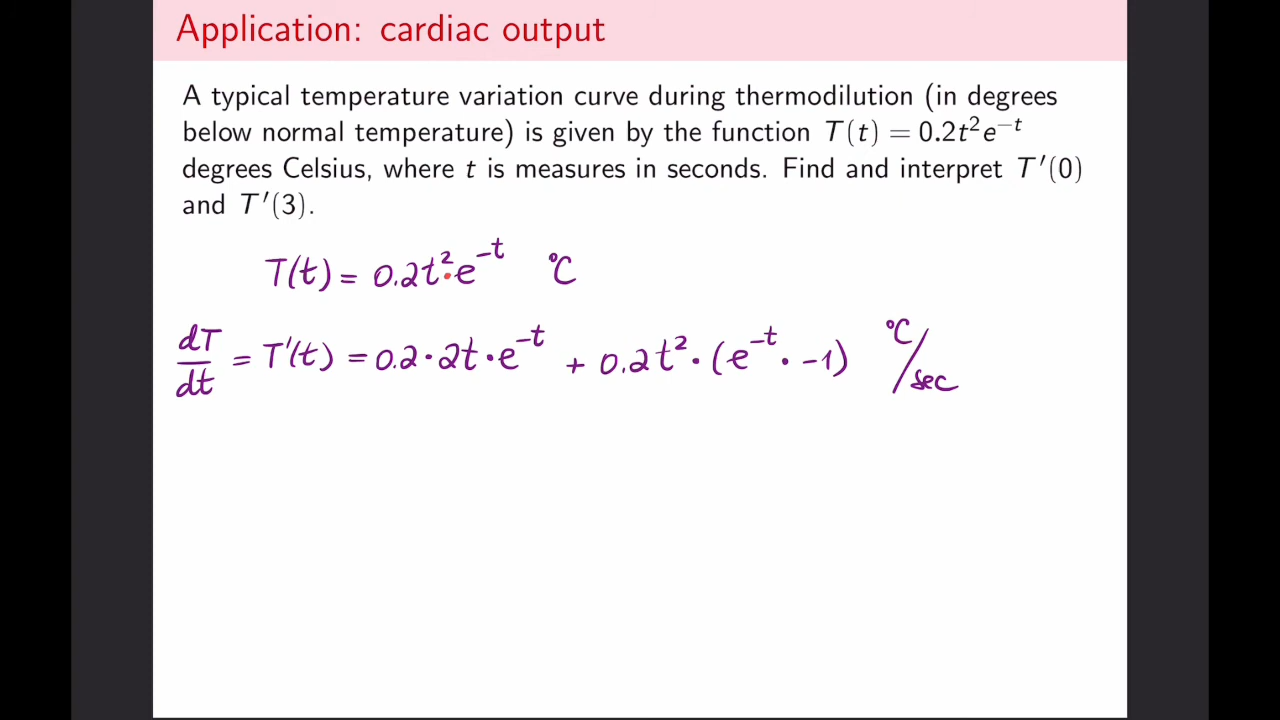 Application: cardiac output
A typical temperature variation curve during thermodilution (in degrees
below normal temperature) is given by the function T(t) = 0.2t²e⁻ᵗ
degrees Celsius, where t is measures in seconds. Find and interpret T′(0)
and T′(3).
T(t) = 0.2t²·e⁻ᵗ °C
dT/dt = T′(t) = 0.2 · 2t · e⁻ᵗ + 0.2t² · (e⁻ᵗ · -1) °C/sec